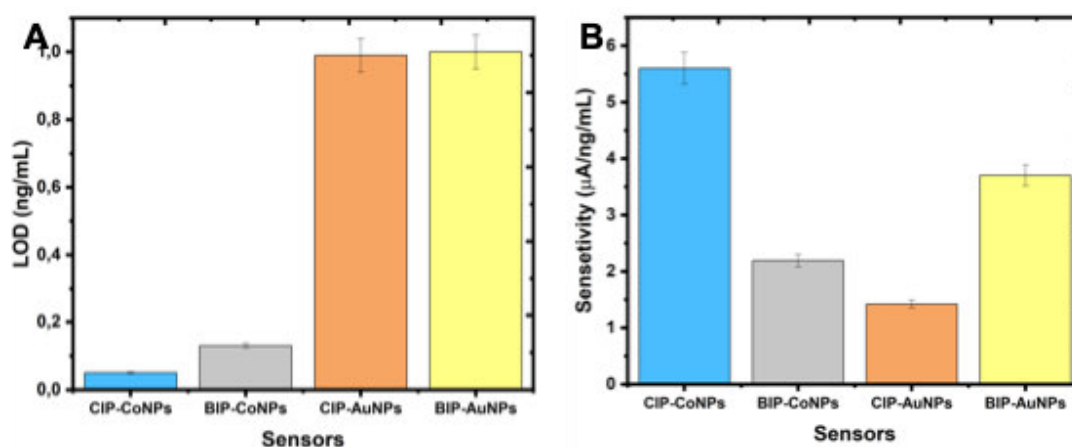 A
LOD (ng/mL)
1,0
0,8
0,6
0,4
0,2
0,0
CIP-CoNPs BIP-CoNPs CIP-AuNPs BIP-AuNPs
Sensors
B
Sensetivity (μA/ng/mL)
6
5
4
3
2
1
0
CIP-CoNPs BIP-CoNPs CIP-AuNPs BIP-AuNPs
Sensors